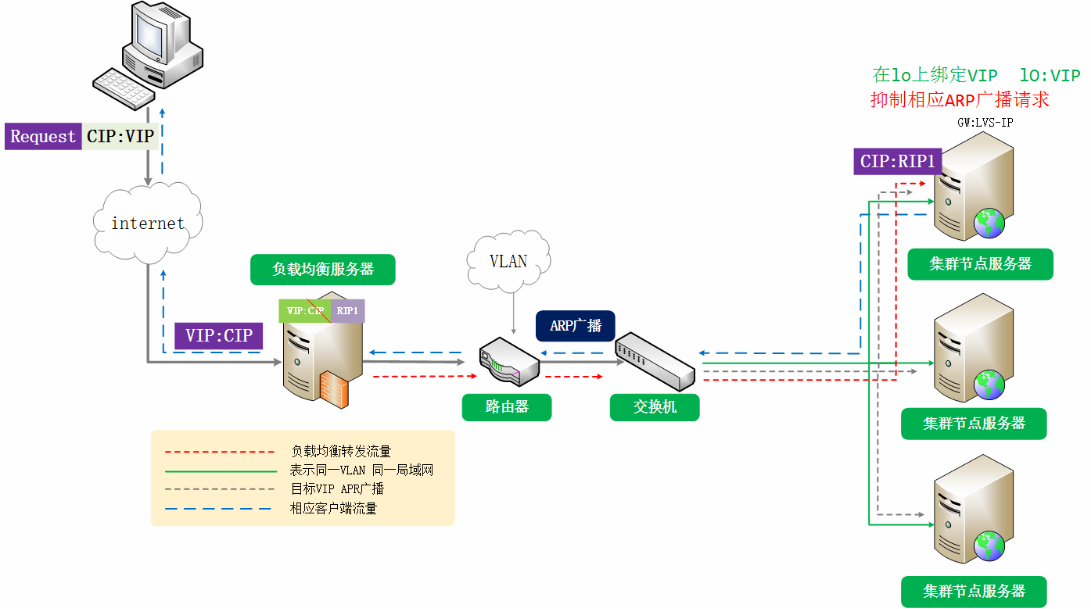 在lo上绑定VIP lO:VIP
抑制相应ARP广播请求
GW:LVS-IP
Request CIP:VIP
CIP:RIP1
internet
VLAN
负载均衡服务器
集群节点服务器
VIP:CIP RIP1
VIP:CIP
ARP广播
路由器
交换机
集群节点服务器
负载均衡转发流量
表示同一VLAN 同一局域网
目标VIP APR广播
相应客户端流量
集群节点服务器